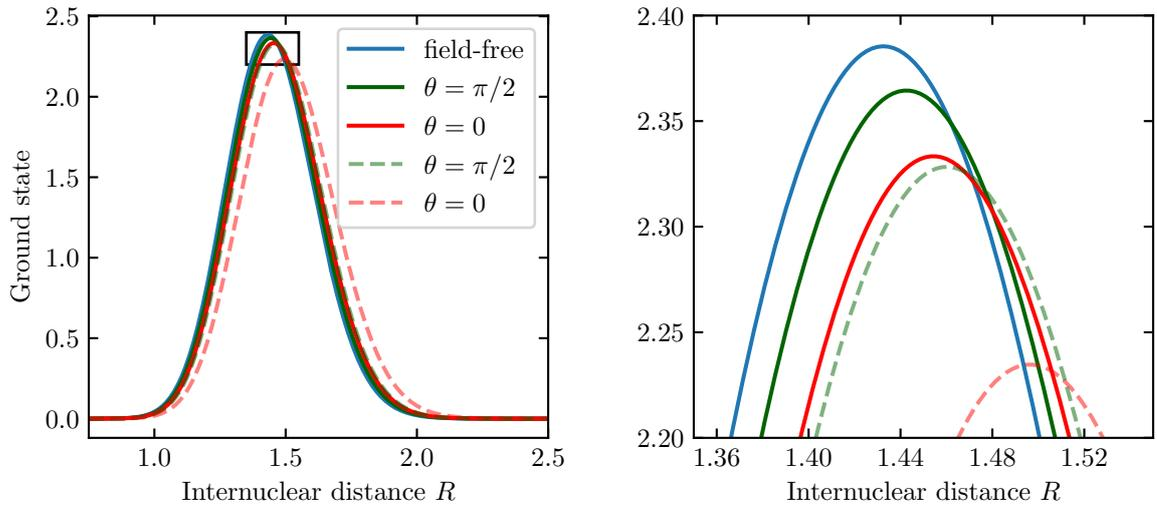 Ground state
2.5
2.0
1.5
1.0
0.5
0.0
1.0
1.5
2.0
2.5
Internuclear distance R
field-free
θ = π/2
θ = 0
θ = π/2
θ = 0
2.40
2.35
2.30
2.25
2.20
1.36
1.40
1.44
1.48
1.52
Internuclear distance R